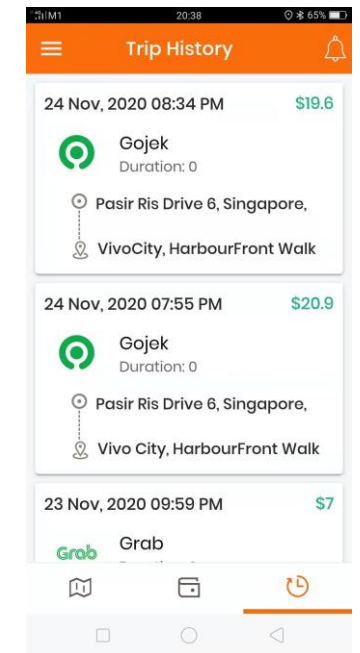 M1 20:38 65%
Trip History
24 Nov, 2020 08:34 PM $19.6
Gojek
Duration: 0
Pasir Ris Drive 6, Singapore,
VivoCity, HarbourFront Walk
24 Nov, 2020 07:55 PM $20.9
Gojek
Duration: 0
Pasir Ris Drive 6, Singapore,
Vivo City, HarbourFront Walk
23 Nov, 2020 09:59 PM $7
Grab Grab